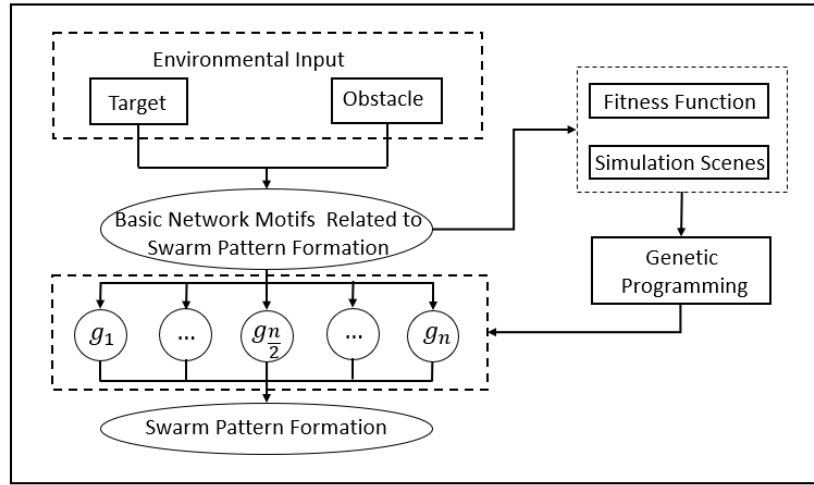 Environmental Input
Target
Obstacle
Fitness Function
Simulation Scenes
Basic Network Motifs Related to
Swarm Pattern Formation
Genetic
Programming
g₁
...
g n/2
...
gₙ
Swarm Pattern Formation